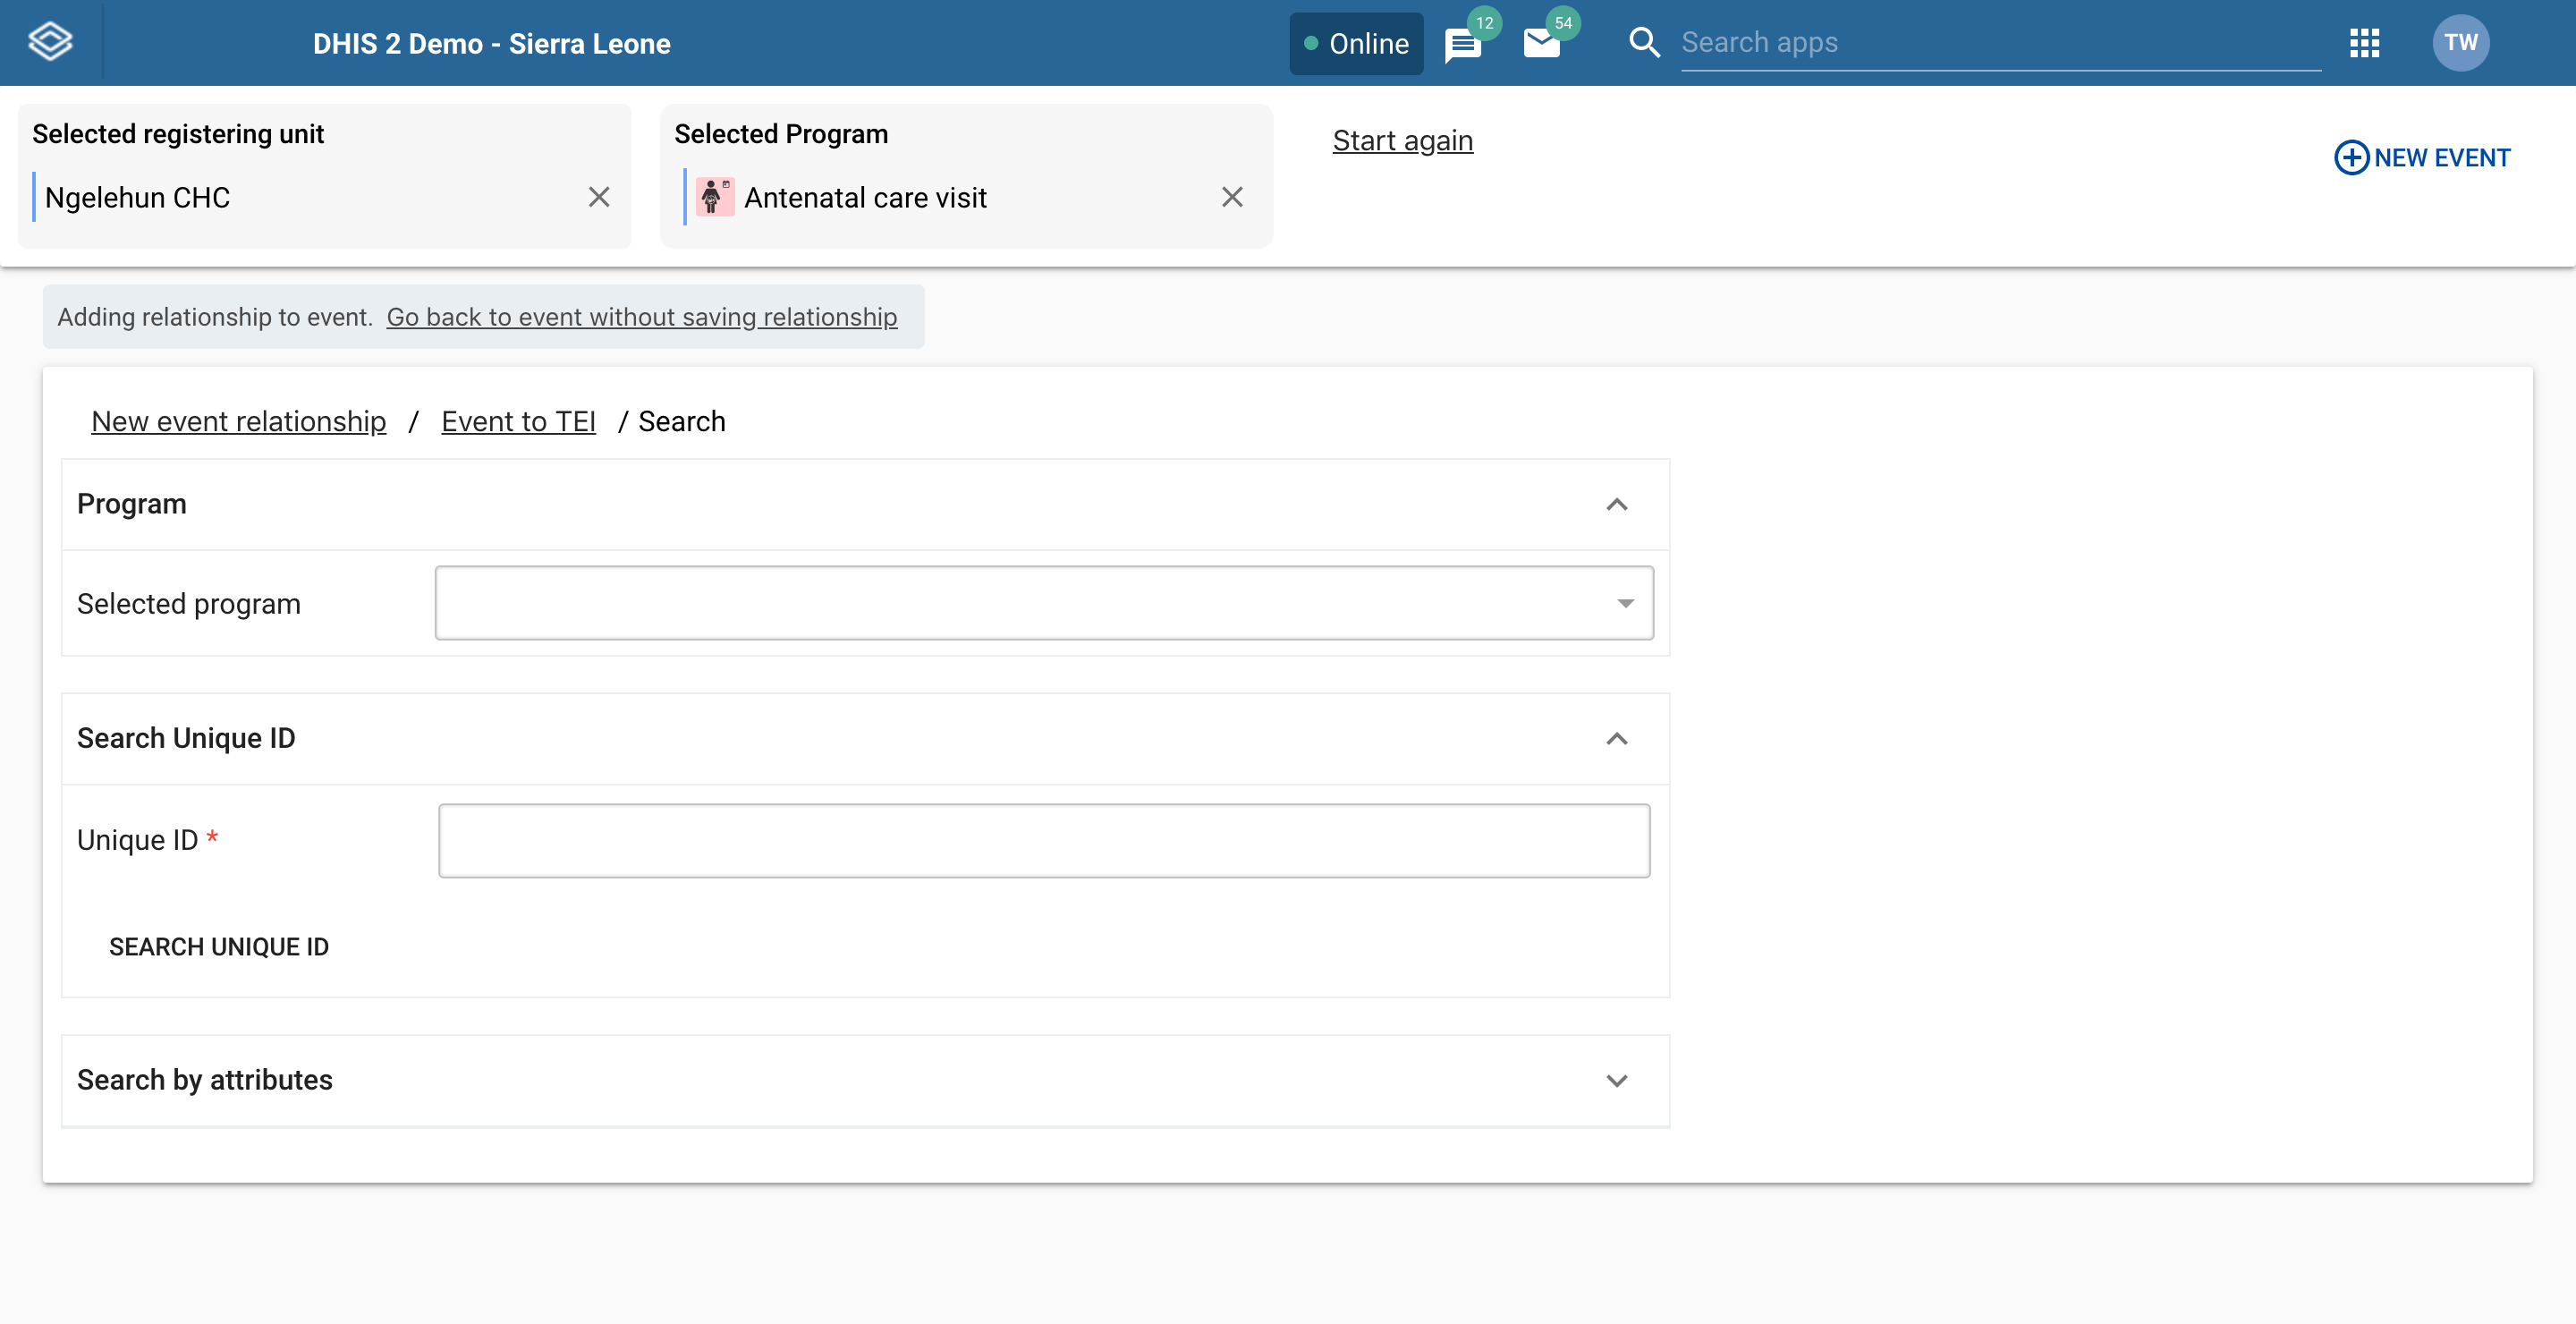 DHIS 2 Demo - Sierra Leone
Online
12
54
Search apps
TW
Selected registering unit
Ngelehun CHC
Selected Program
Antenatal care visit
Start again
NEW EVENT
Adding relationship to event. Go back to event without saving relationship
New event relationship / Event to TEI / Search
Program
Selected program
Search Unique ID
Unique ID *
SEARCH UNIQUE ID
Search by attributes